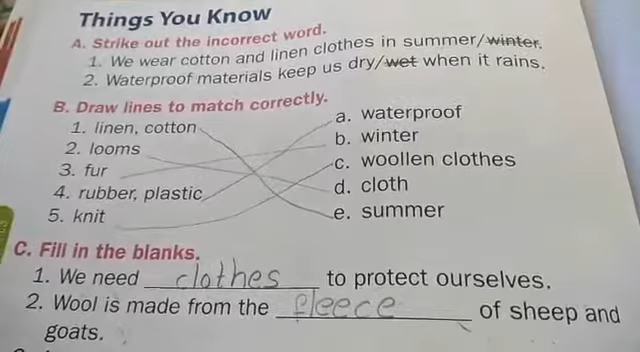 Things You Know
A. Strike out the incorrect word.
1. We wear cotton and linen clothes in summer/winter.
2. Waterproof materials keep us dry/wet when it rains.
B. Draw lines to match correctly.
1. linen, cotton
a. waterproof
2. looms
b. winter
3. fur
c. woollen clothes
4. rubber, plastic
d. cloth
5. knit
e. summer
C. Fill in the blanks.
1. We need clothes to protect ourselves.
2. Wool is made from the fleece of sheep and
goats.